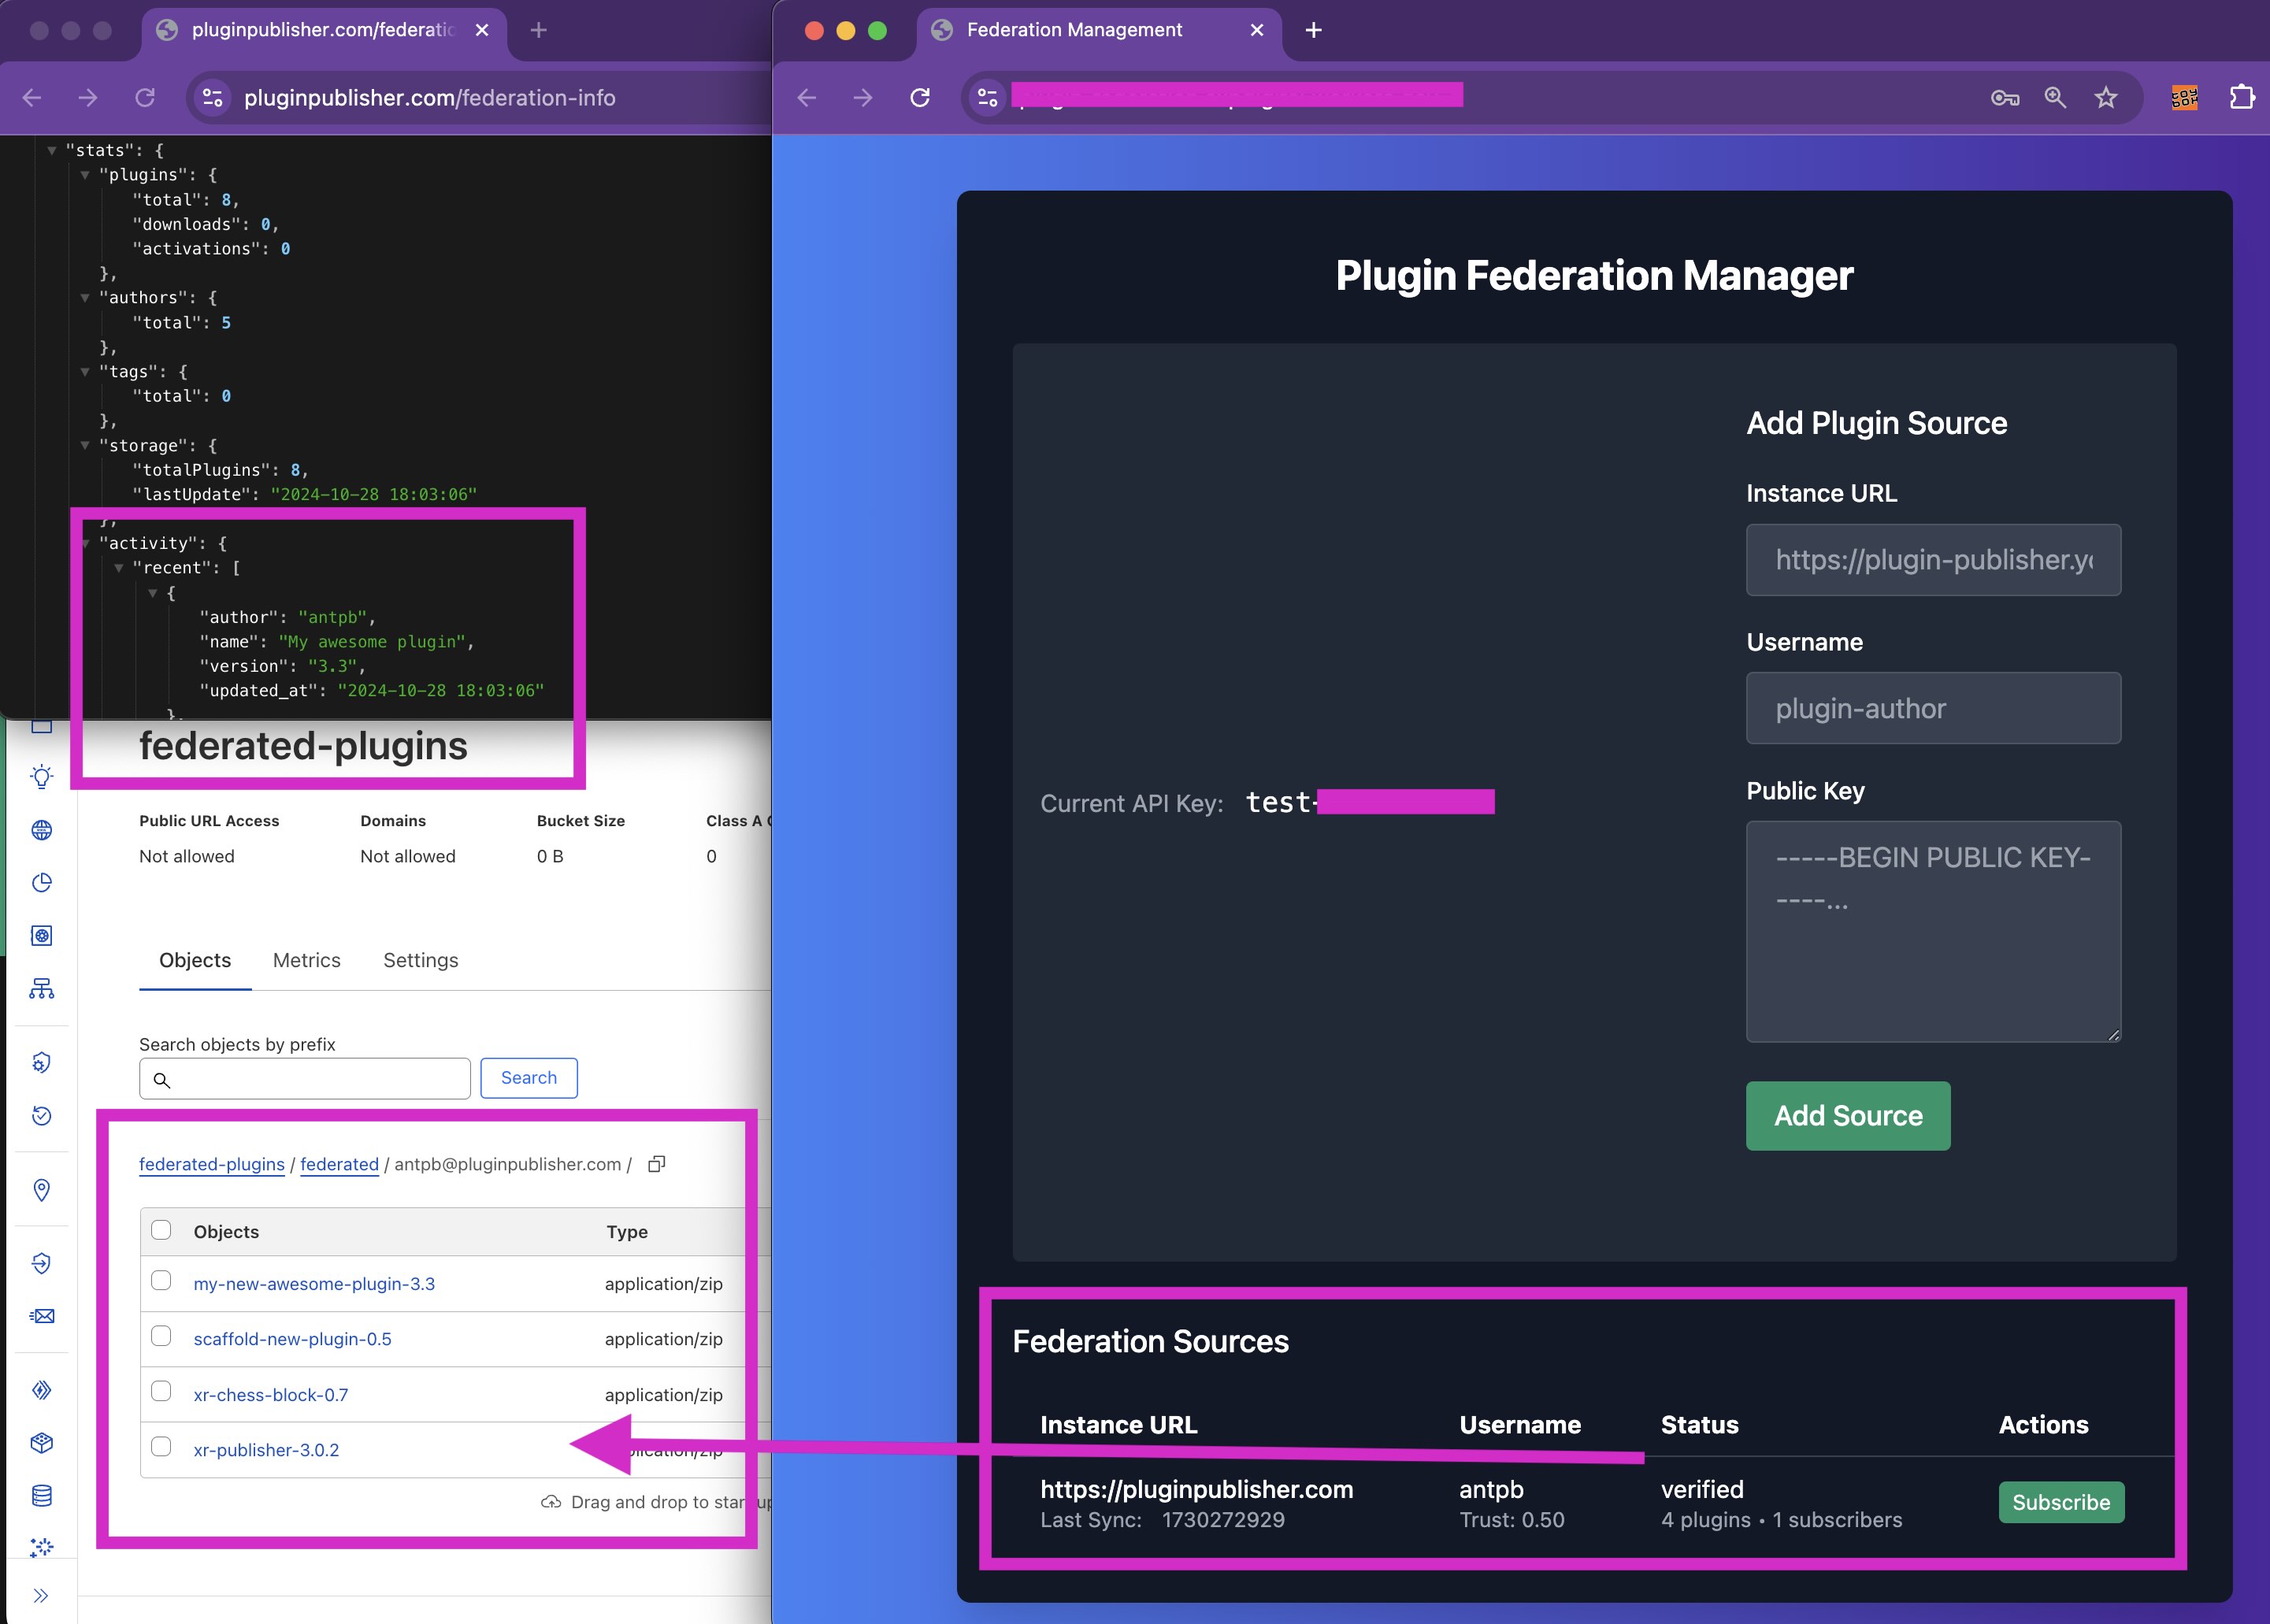 pluginpublisher.com/federatio
pluginpublisher.com/federation-info
"stats": {
"plugins": {
"total": 8,
"downloads": 0,
"activations": 0
},
"authors": {
"total": 5
},
"tags": {
"total": 0
},
"storage": {
"totalPlugins": 8,
"lastUpdate": "2024-10-28 18:03:06"
},
"activity": {
"recent": [
{
"author": "antpb",
"name": "My awesome plugin",
"version": "3.3",
"updated_at": "2024-10-28 18:03:06"
},
federated-plugins
Public URL Access Domains Bucket Size Class A
Not allowed Not allowed 0 B 0
Objects Metrics Settings
Search objects by prefix
Search
federated-plugins / federated / antpb@pluginpublisher.com /
Objects Type
my-new-awesome-plugin-3.3 application/zip
scaffold-new-plugin-0.5 application/zip
xr-chess-block-0.7 application/zip
xr-publisher-3.0.2
Drag and drop to start up
Federation Management
Plugin Federation Manager
Current API Key: test-
Add Plugin Source
Instance URL
https://plugin-publisher.yo
Username
plugin-author
Public Key
-----BEGIN PUBLIC KEY-
----...
Add Source
Federation Sources
Instance URL Username Status Actions
https://pluginpublisher.com antpb verified Subscribe
Last Sync: 1730272929 Trust: 0.50 4 plugins • 1 subscribers